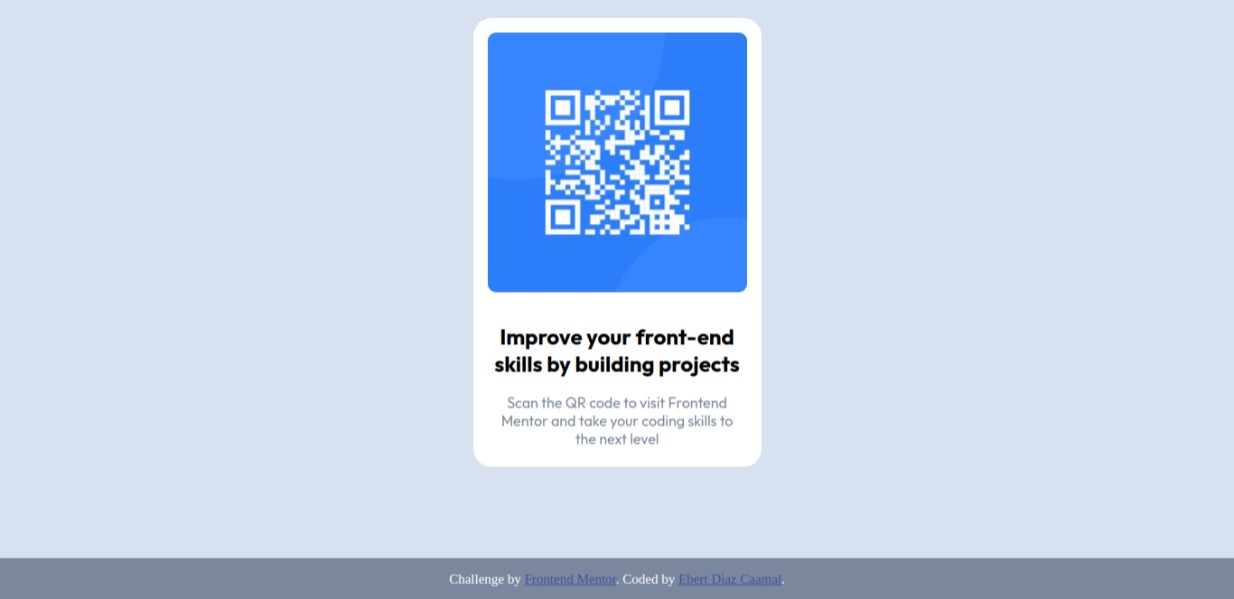 Improve your front-end
skills by building projects
Scan the QR code to visit Frontend
Mentor and take your coding skills to
the next level
Challenge by Frontend Mentor. Coded by Ebert Diaz Caamal.